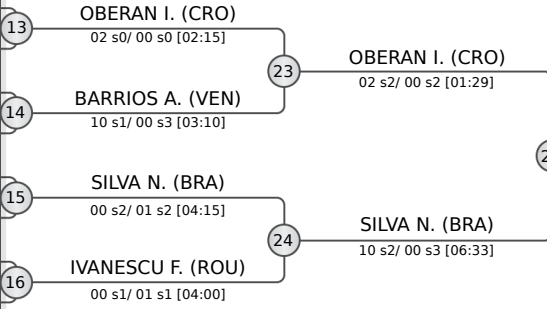 OBERAN I. (CRO)
13
02 s0/ 00 s0 [02:15]
23
OBERAN I. (CRO)
02 s2/ 00 s2 [01:29]
BARRIOS A. (VEN)
14
10 s1/ 00 s3 [03:10]
SILVA N. (BRA)
15
00 s2/ 01 s2 [04:15]
24
SILVA N. (BRA)
10 s2/ 00 s3 [06:33]
IVANESCU F. (ROU)
16
00 s1/ 01 s1 [04:00]